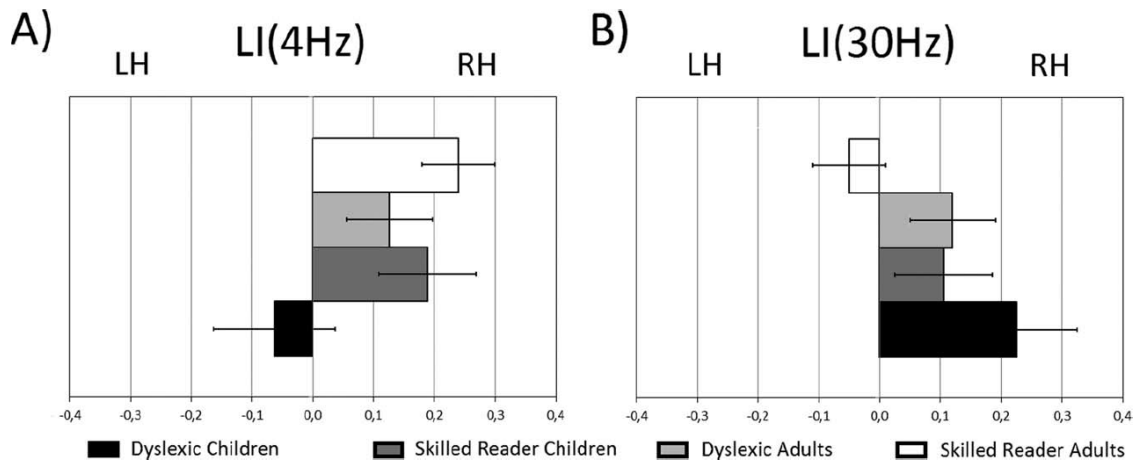 A)
LI(4Hz)
LH
RH
-0,4 -0,3 -0,2 -0,1 0,0 0,1 0,2 0,3 0,4
B)
LI(30Hz)
LH
RH
-0,4 -0,3 -0,2 -0,1 0,0 0,1 0,2 0,3 0,4
Dyslexic Children Skilled Reader Children Dyslexic Adults Skilled Reader Adults